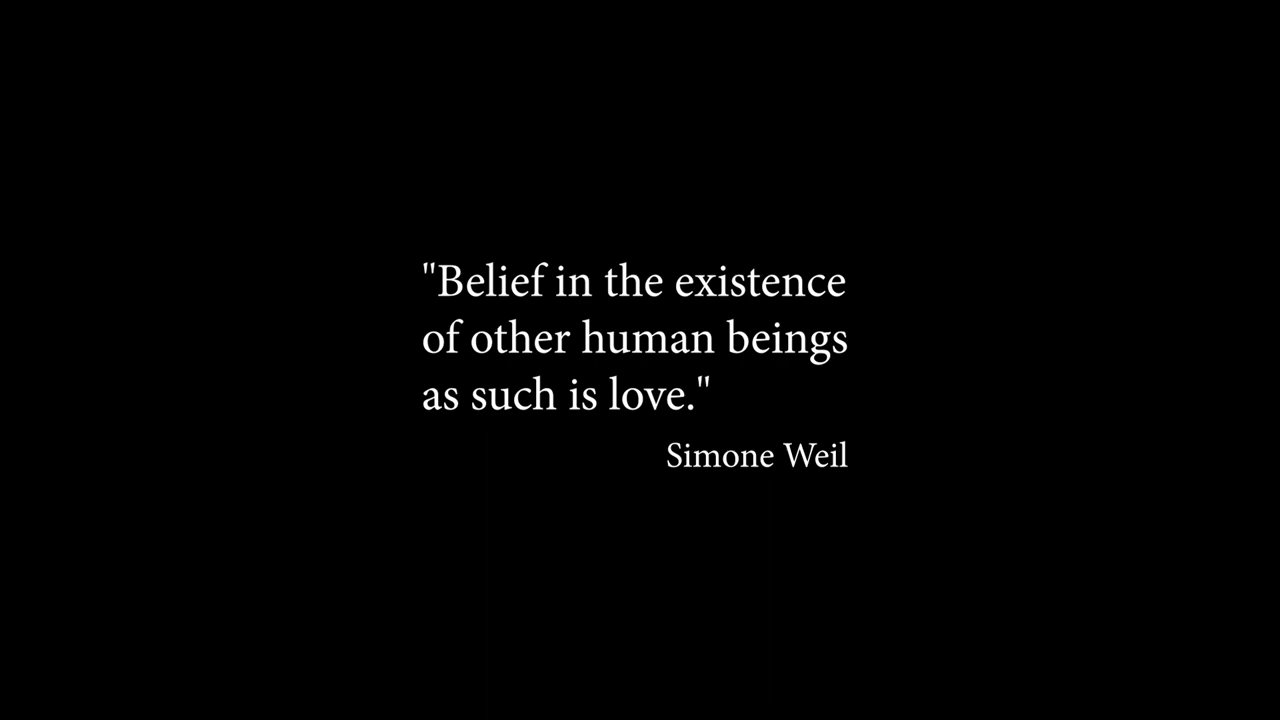 "Belief in the existence
of other human beings
as such is love."
Simone Weil